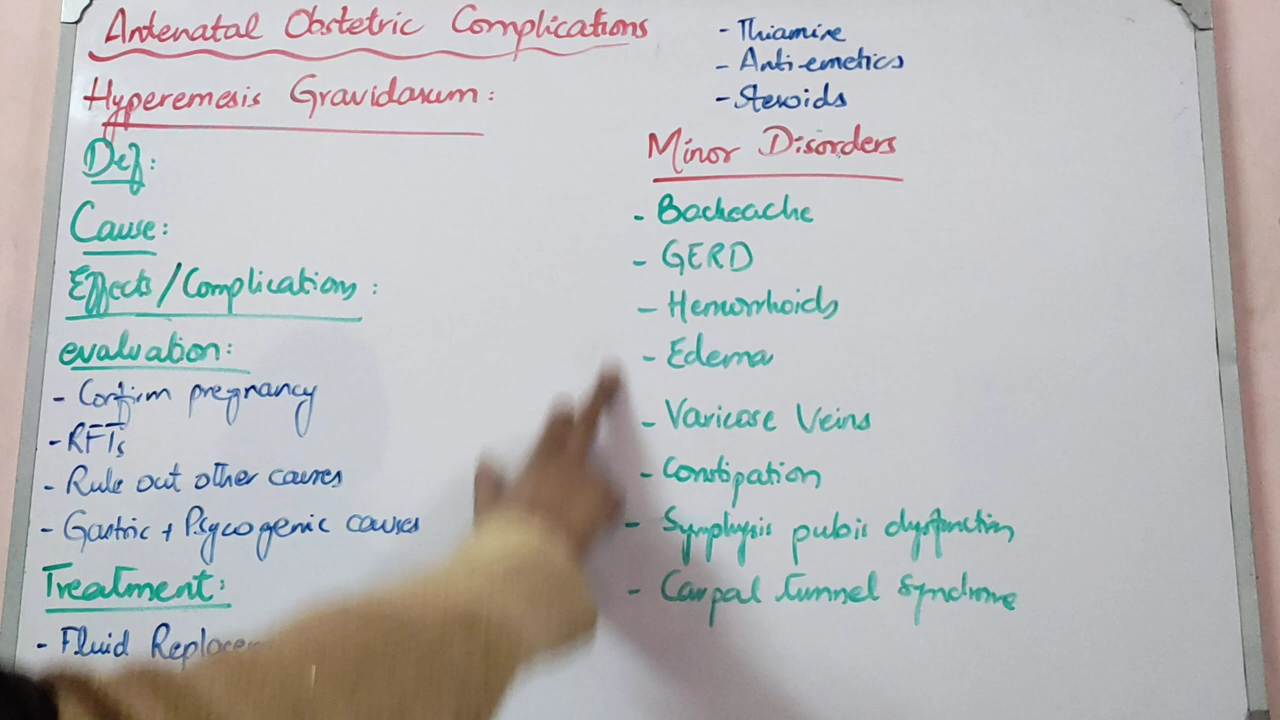 Antenatal Obstetric Complications
Hyperemesis Gravidarum:
Def:
Cause:
Effects/Complications:
evaluation:
- Confirm pregnancy
- RFTs
- Rule out other causes
- Gastric + Psycogenic causes
Treatment:
- Fluid
- Thiamine
- Anti-emetics
- Steroids
Minor Disorders
- Backache
- GERD
- Hemorrhoids
- Edema
- Varicose Veins
- Constipation
- Symphysis pubis dysfunction
- Carpal tunnel syndrome